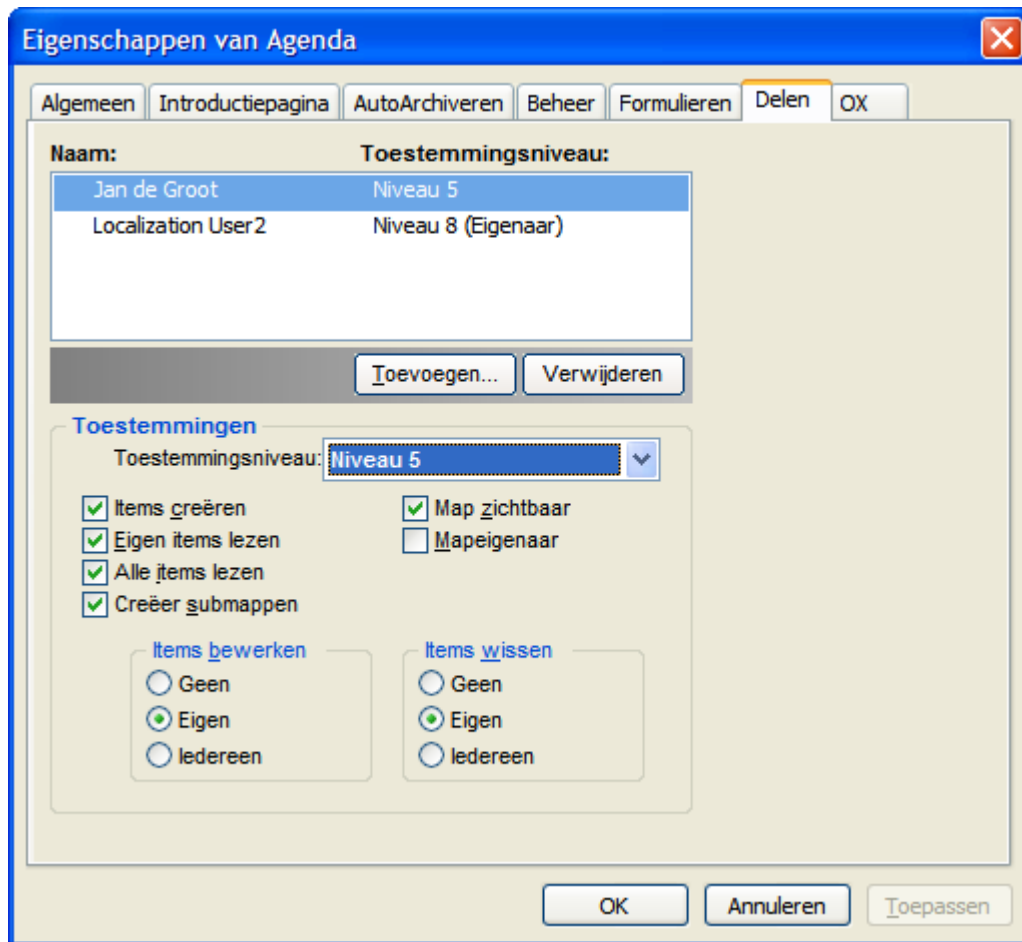 Eigenschappen van Agenda
Algemeen Introductiepagina AutoArchiveren Beheer Formulieren Delen OX
Naam: Toestemmingsniveau:
Jan de Groot Niveau 5
Localization User2 Niveau 8 (Eigenaar)
Toevoegen... Verwijderen
Toestemmingen
Toestemmingsniveau: Niveau 5
Items creëren Map zichtbaar
Eigen items lezen Mapeigenaar
Alle items lezen
Creëer submappen
Items bewerken Items wissen
Geen Geen
Eigen Eigen
Iedereen Iedereen
OK Annuleren Toepassen